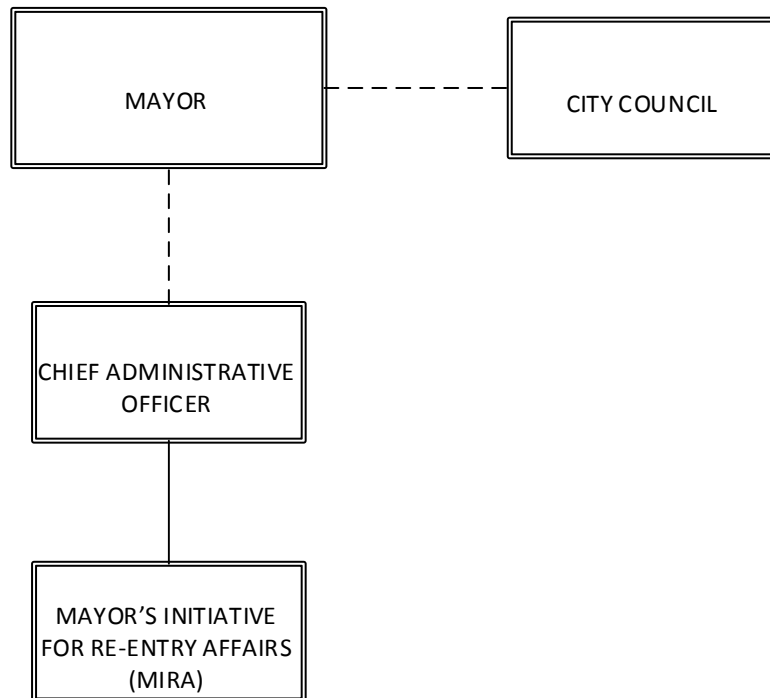 MAYOR
CITY COUNCIL
CHIEF ADMINISTRATIVE
OFFICER
MAYOR’S INITIATIVE
FOR RE-ENTRY AFFAIRS
(MIRA)